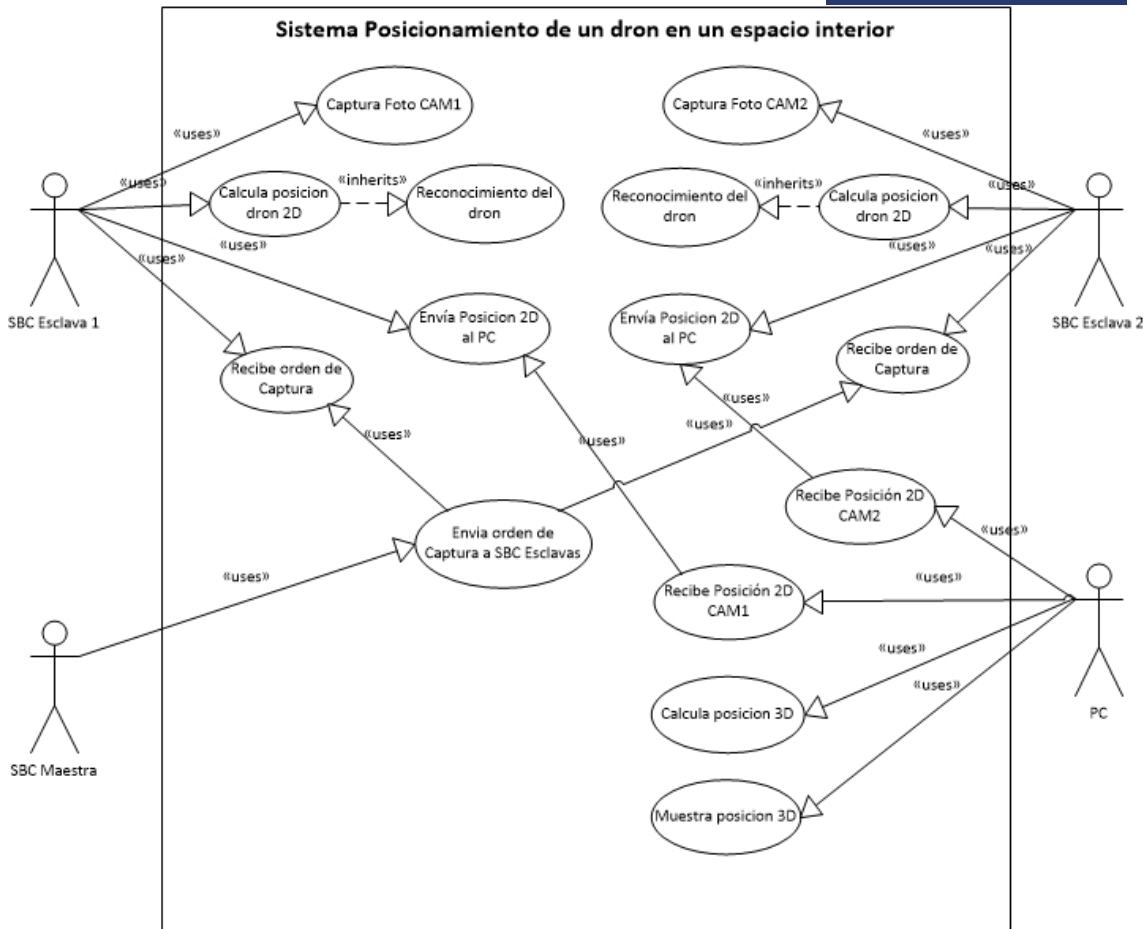 Sistema Posicionamiento de un dron en un espacio interior
Captura Foto CAM1
Captura Foto CAM2
«uses»
«uses»
«uses»
«inherits»
«inherits»
«uses»
Calcula posicion
dron 2D
Reconocimiento del
dron
Reconocimiento del
dron
Calcula posicion
dron 2D
«uses»
«uses»
«uses»
«uses»
SBC Esclava 1
SBC Esclava 2
Envía Posicion 2D
al PC
Envía Posicion 2D
al PC
Recibe orden de
Captura
Recibe orden de
Captura
«uses»
«uses»
«uses»
«uses»
Recibe Posición 2D
CAM2
Envia orden de
Captura a SBC Esclavas
«uses»
«uses»
«uses»
Recibe Posición 2D
CAM1
«uses»
«uses»
Calcula posicion 3D
PC
SBC Maestra
Muestra posicion 3D